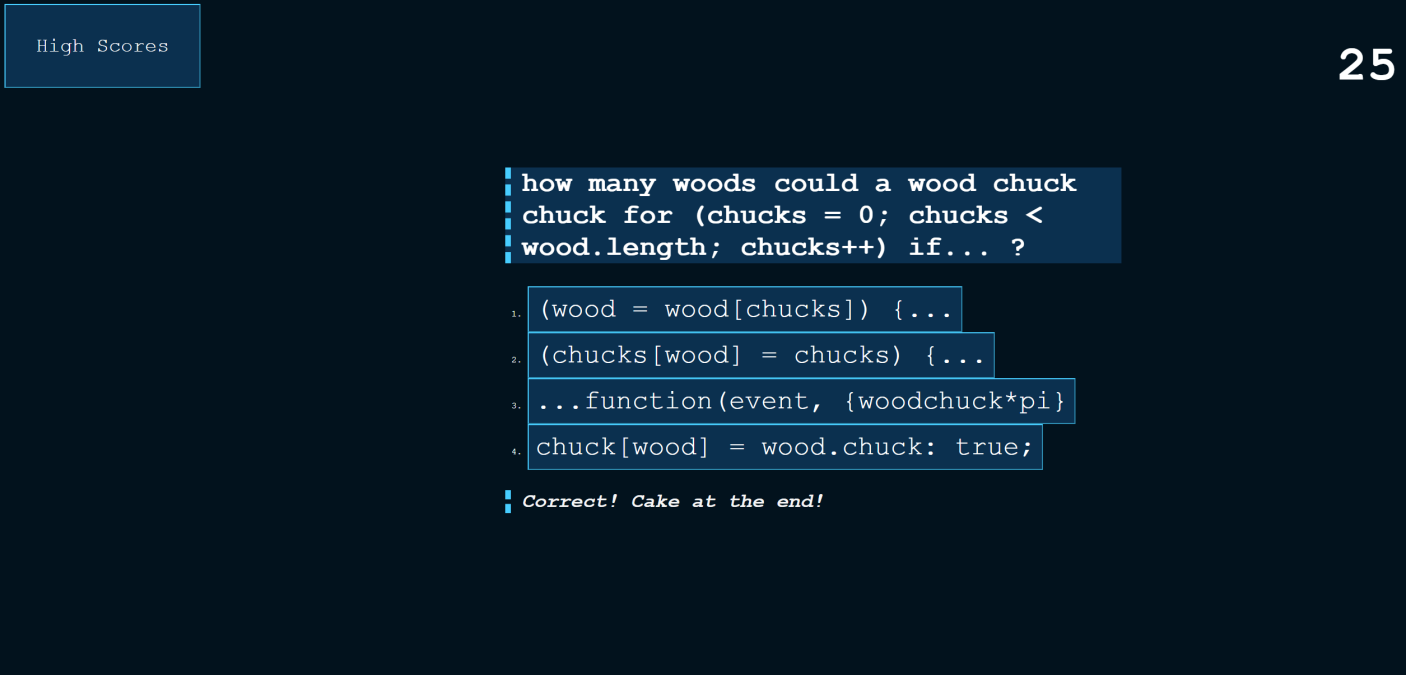 High Scores
25
how many woods could a wood chuck
chuck for (chucks = 0; chucks <
wood.length; chucks++) if... ?
1. (wood = wood[chucks]) {...
2. (chucks[wood] = chucks) {...
3. ...function(event, {woodchuck*pi}
4. chuck[wood] = wood.chuck: true;
Correct! Cake at the end!